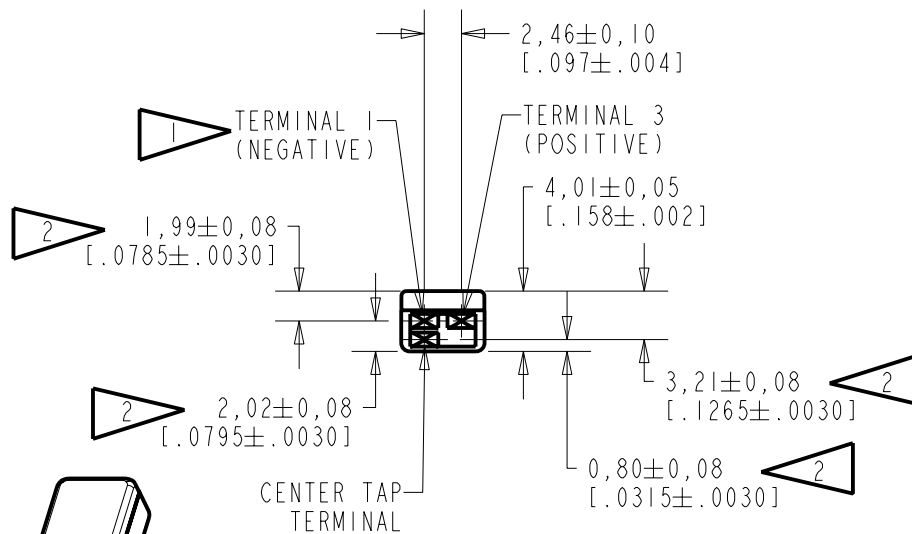 2,46±0,10
[.097±.004]
1
TERMINAL 1
(NEGATIVE)
TERMINAL 3
(POSITIVE)
4,01±0,05
[.158±.002]
2
1,99±0,08
[.0785±.0030]
3,21±0,08
[.1265±.0030]
2
2
2,02±0,08
[.0795±.0030]
0,80±0,08
[.0315±.0030]
2
CENTER TAP
TERMINAL